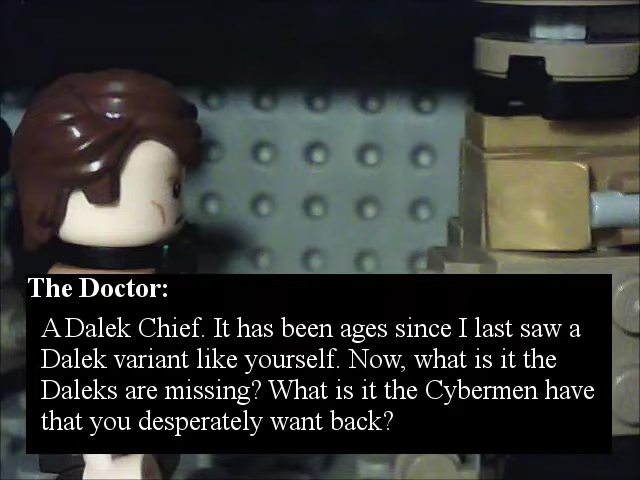 The Doctor:
A Dalek Chief. It has been ages since I last saw a
Dalek variant like yourself. Now, what is it the
Daleks are missing? What is it the Cybermen have
that you desperately want back?